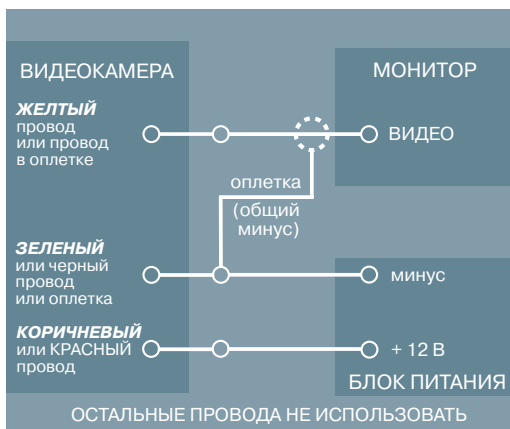 ВИДЕОКАМЕРА
МОНИТОР
ЖЕЛТЫЙ
провод
или провод
в оплетке
ВИДЕО
оплетка
(общий
минус)
ЗЕЛЕНЫЙ
или черный
провод
или оплетка
минус
КОРИЧНЕВЫЙ
или КРАСНЫЙ
провод
+ 12 В
БЛОК ПИТАНИЯ
ОСТАЛЬНЫЕ ПРОВОДА НЕ ИСПОЛЬЗОВАТЬ